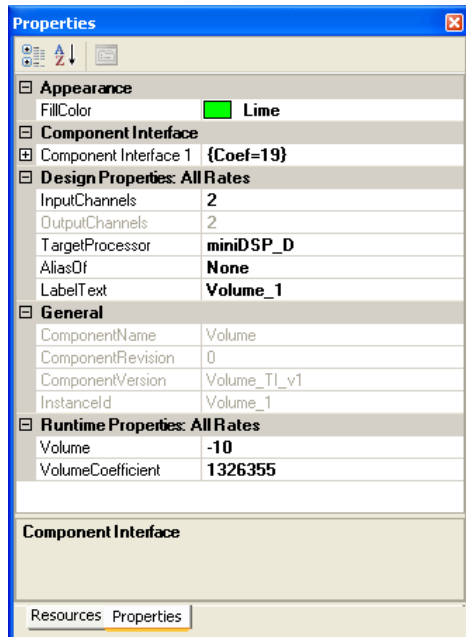 Properties
Appearance
FillColor Lime
Component Interface
Component Interface 1 {Coef=19}
Design Properties: All Rates
InputChannels 2
OutputChannels 2
TargetProcessor miniDSP_D
AliasOf None
LabelText Volume_1
General
ComponentName Volume
ComponentRevision 0
ComponentVersion Volume_TI_v1
InstanceId Volume_1
Runtime Properties: All Rates
Volume -10
VolumeCoefficient 1326355
Component Interface
Resources Properties